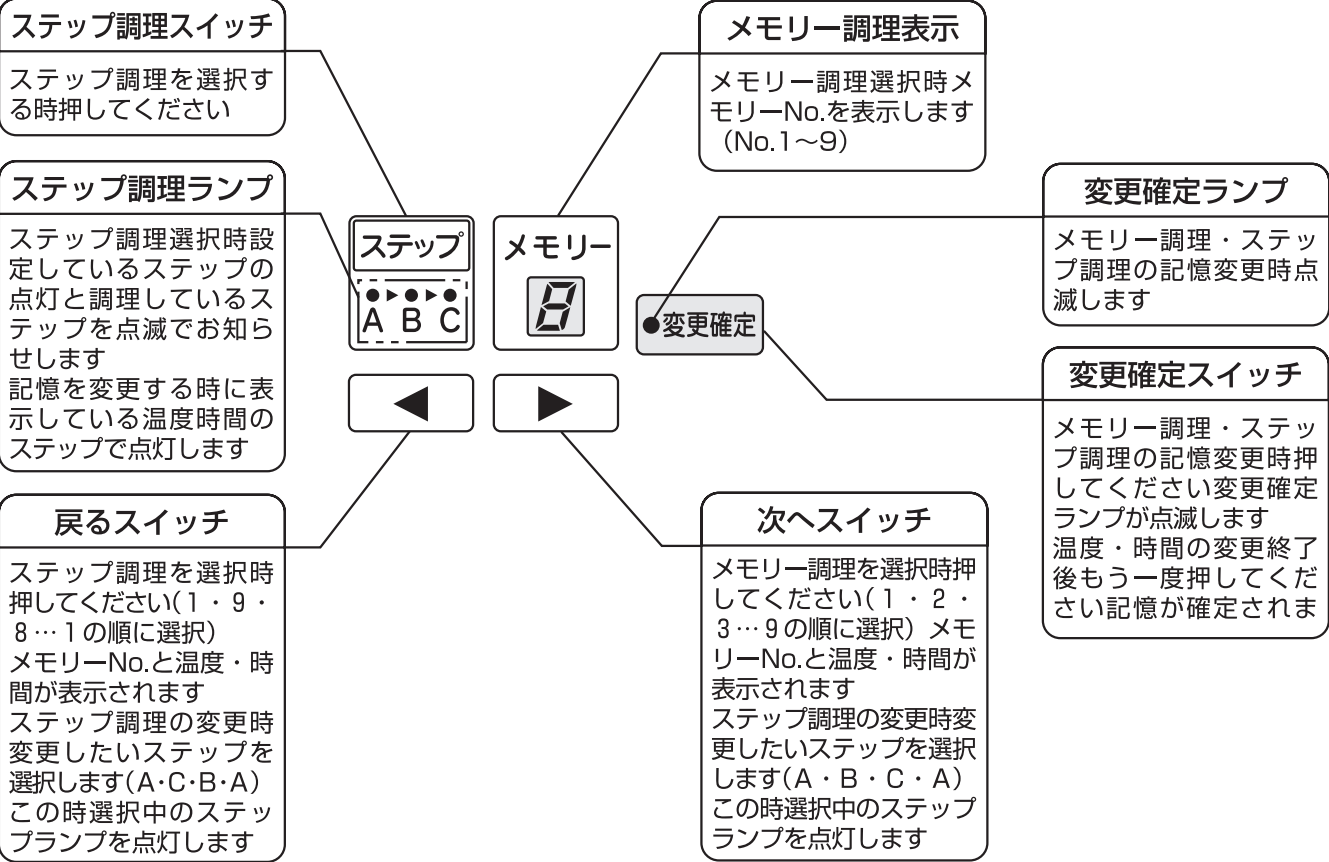 ステップ調理スイッチ
ステップ調理を選択す
る時押してください
ステップ調理ランプ
ステップ調理選択時設
定しているステップの
点灯と調理しているス
テップを点滅でお知ら
せします
記憶を変更する時に表
示している温度時間の
ステップで点灯します
戻るスイッチ
ステップ調理を選択時
押してください(1・9・
8…1の順に選択)
メモリーNo.と温度・時
間が表示されます
ステップ調理の変更時
変更したいステップを
選択します(A・C・B・A)
この時選択中のステッ
プランプを点灯します
ステップ
●▶●▶●
A B C
◀
メモリー
8
▶
●変更確定
メモリー調理表示
メモリー調理選択時メ
モリーNo.を表示します
(No.1～9)
次へスイッチ
メモリー調理を選択時押
してください(1・2・
3…9の順に選択) メモ
リーNo.と温度・時間が
表示されます
ステップ調理の変更時変
更したいステップを選択
します(A・B・C・A)
この時選択中のステップ
ランプを点灯します
変更確定ランプ
メモリー調理・ステッ
プ調理の記憶変更時点
滅します
変更確定スイッチ
メモリー調理・ステッ
プ調理の記憶変更時押
してください変更確定
ランプが点滅します
温度・時間の変更終了
後もう一度押してくだ
さい記憶が確定されま